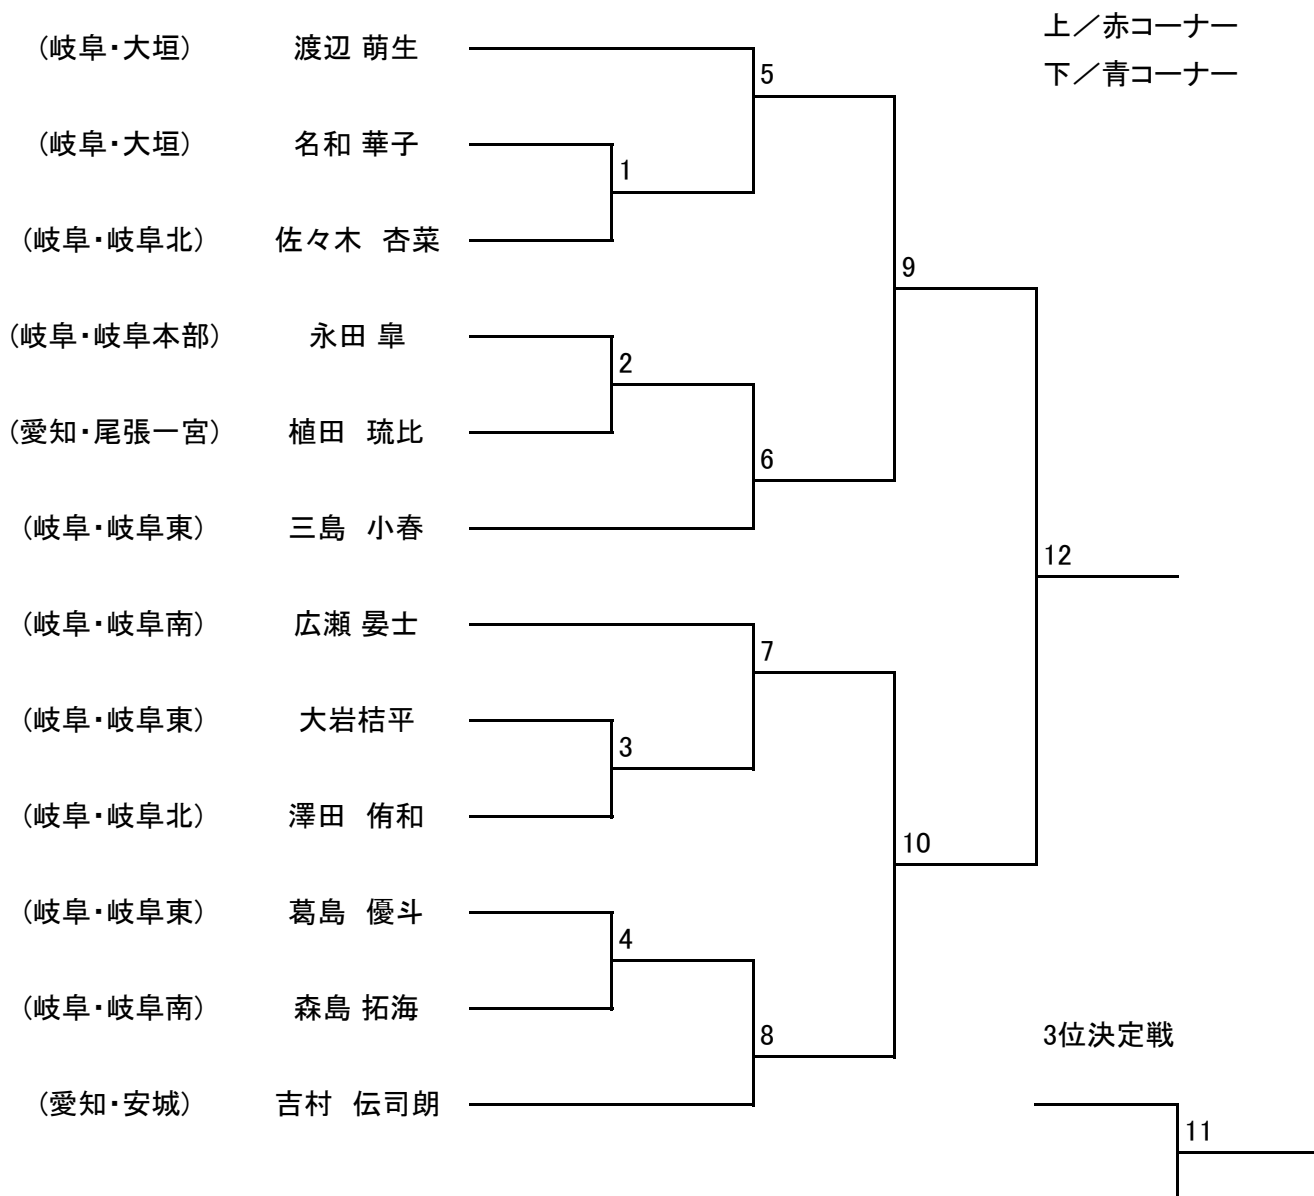 上／赤コーナー
(岐阜・大垣) 渡辺 萌生
5
下／青コーナー
(岐阜・大垣) 名和 華子
1
(岐阜・岐阜北) 佐々木 杏菜
9
(岐阜・岐阜本部) 永田 皐
2
(愛知・尾張一宮) 植田 琉比
6
(岐阜・岐阜東) 三島 小春
12
(岐阜・岐阜南) 広瀬 晏士
7
(岐阜・岐阜東) 大岩桔平
3
(岐阜・岐阜北) 澤田 侑和
10
(岐阜・岐阜東) 葛島 優斗
4
(岐阜・岐阜南) 森島 拓海
8
3位決定戦
(愛知・安城) 吉村 伝司朗
11